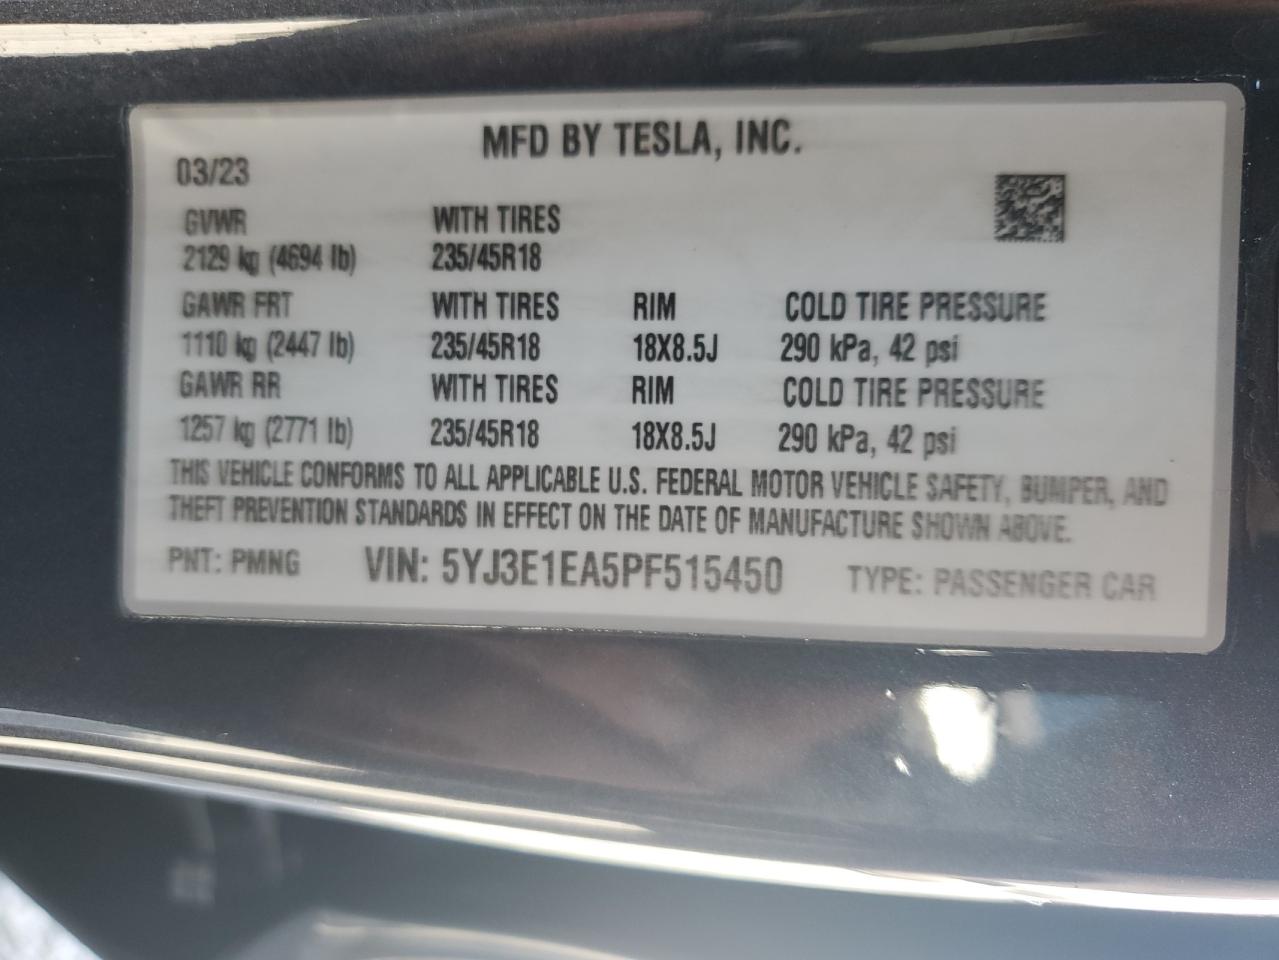 MFD BY TESLA, INC.
03/23
GVWR WITH TIRES
2129 kg (4694 lb) 235/45R18
GAWR FRT WITH TIRES RIM COLD TIRE PRESSURE
1110 kg (2447 lb) 235/45R18 18X8.5J 290 kPa, 42 psi
GAWR RR WITH TIRES RIM COLD TIRE PRESSURE
1257 kg (2771 lb) 235/45R18 18X8.5J 290 kPa, 42 psi
THIS VEHICLE CONFORMS TO ALL APPLICABLE U.S. FEDERAL MOTOR VEHICLE SAFETY, BUMPER, AND
THEFT PREVENTION STANDARDS IN EFFECT ON THE DATE OF MANUFACTURE SHOWN ABOVE.
PNT: PMNG VIN: 5YJ3E1EA5PF515450 TYPE: PASSENGER CAR